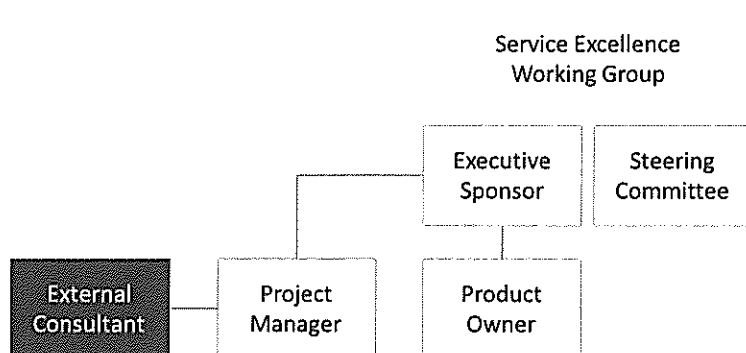 Service Excellence
Working Group
Executive
Sponsor
Steering
Committee
External
Consultant
Project
Manager
Product
Owner